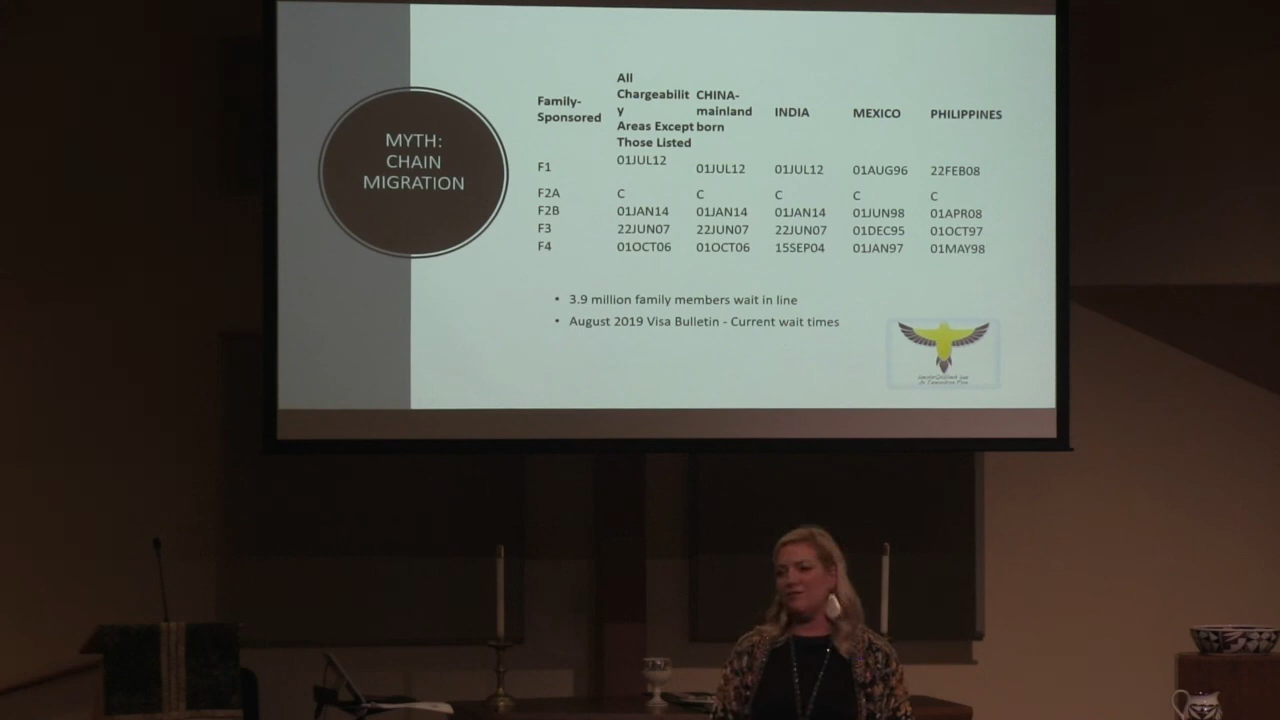 MYTH:
CHAIN
MIGRATION
Family-
Sponsored
All
Chargeabilit
y
Areas Except
Those Listed
CHINA-
mainland
born
INDIA
MEXICO
PHILIPPINES
F1 01JUL12 01JUL12 01JUL12 01AUG96 22FEB08
F2A C C C C C
F2B 01JAN14 01JAN14 01JAN14 01JUN98 01APR08
F3 22JUN07 22JUN07 22JUN07 01DEC95 01OCT97
F4 01OCT06 01OCT06 15SEP04 01JAN97 01MAY98
• 3.9 million family members wait in line
• August 2019 Visa Bulletin - Current wait times